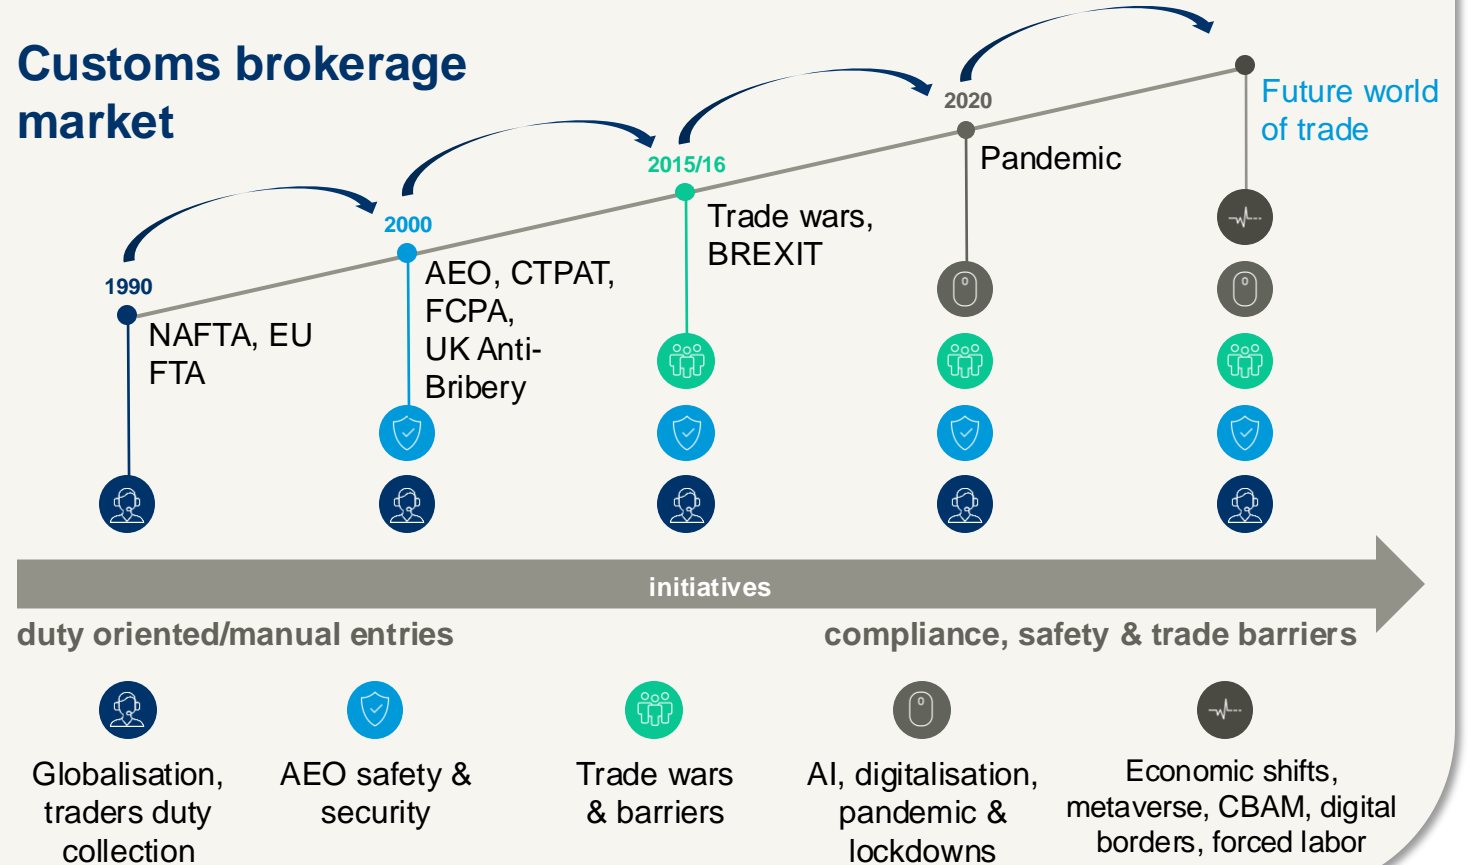 Customs brokerage
market
1990
NAFTA, EU
FTA
2000
AEO, CTPAT,
FCPA,
UK Anti-
Bribery
2015/16
Trade wars,
BREXIT
2020
Pandemic
Future world
of trade
initiatives
duty oriented/manual entries
compliance, safety & trade barriers
Globalisation,
traders duty
collection
AEO safety &
security
Trade wars
& barriers
AI, digitalisation,
pandemic &
lockdowns
Economic shifts,
metaverse, CBAM, digital
borders, forced labor